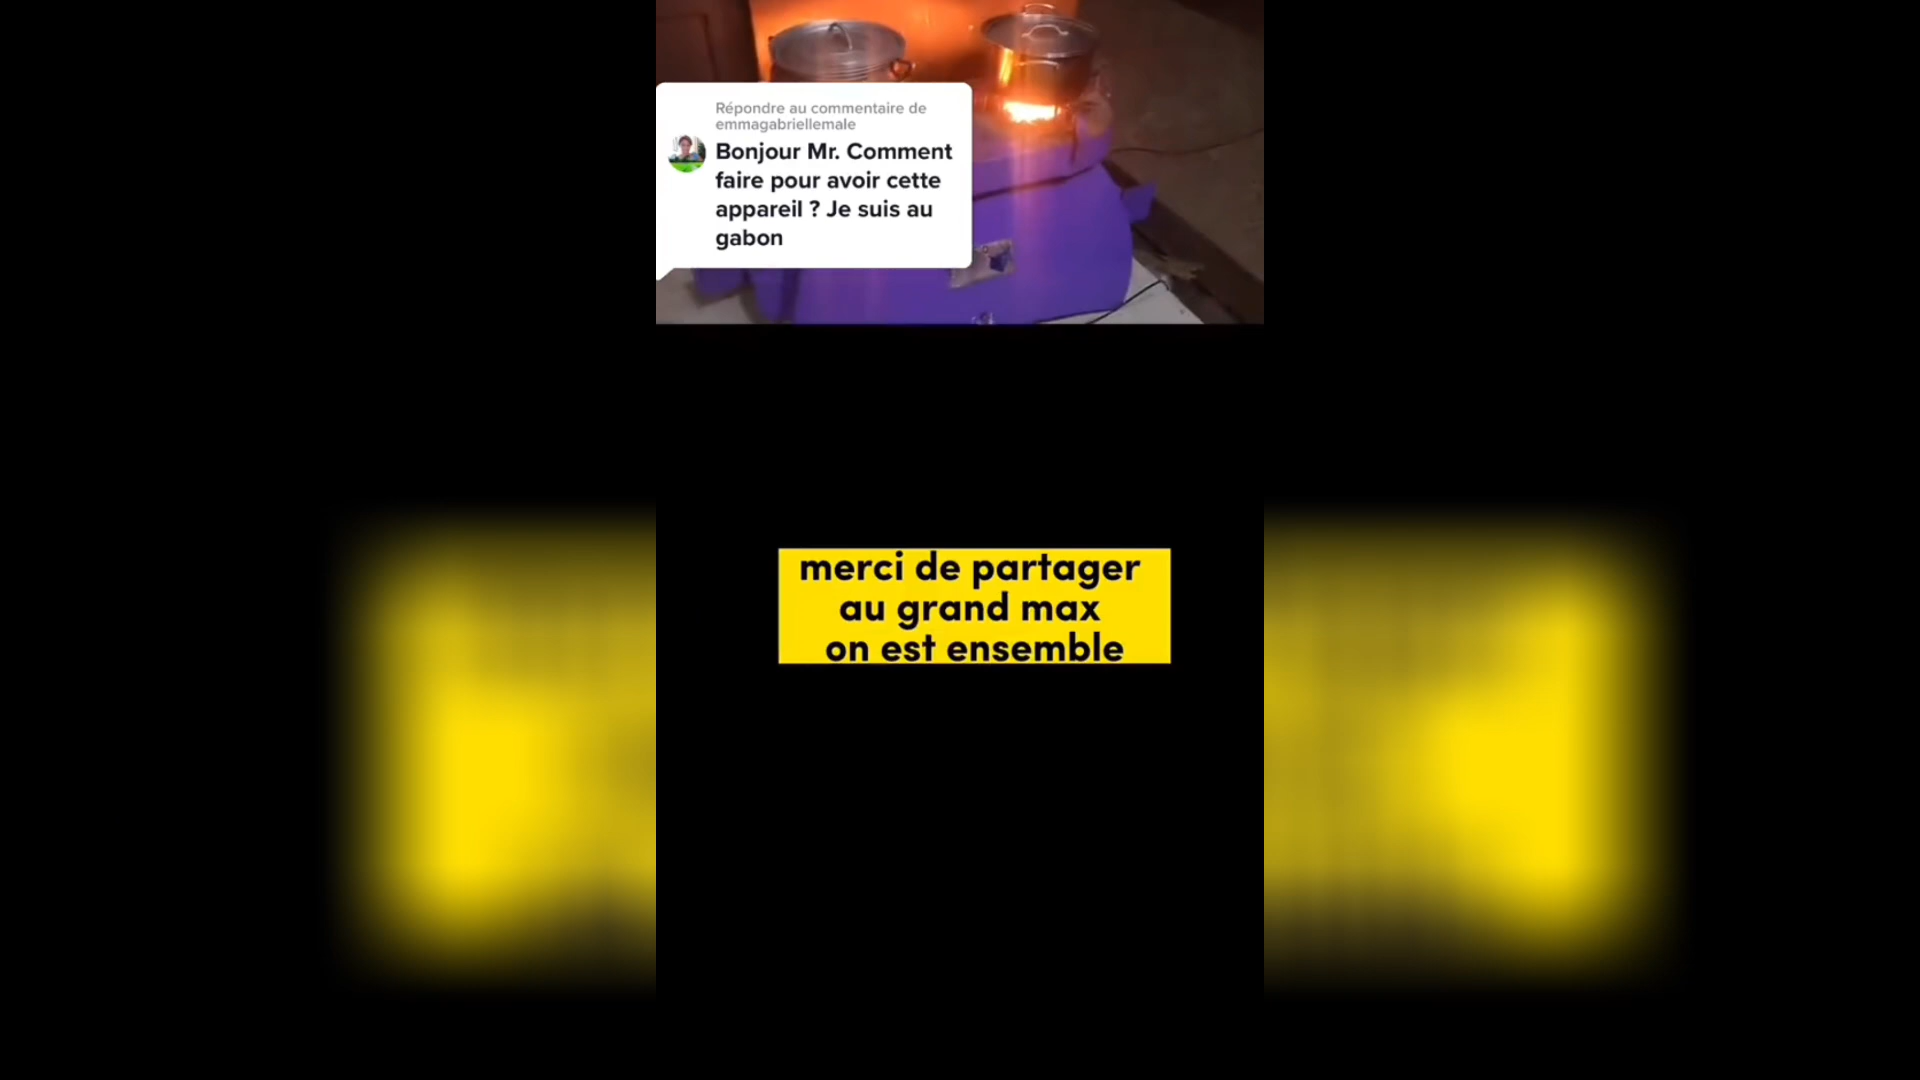 Répondre au commentaire de
emmagabriellemale
Bonjour Mr. Comment
faire pour avoir cette
appareil ? Je suis au
gabon
merci de partager
au grand max
on est ensemble